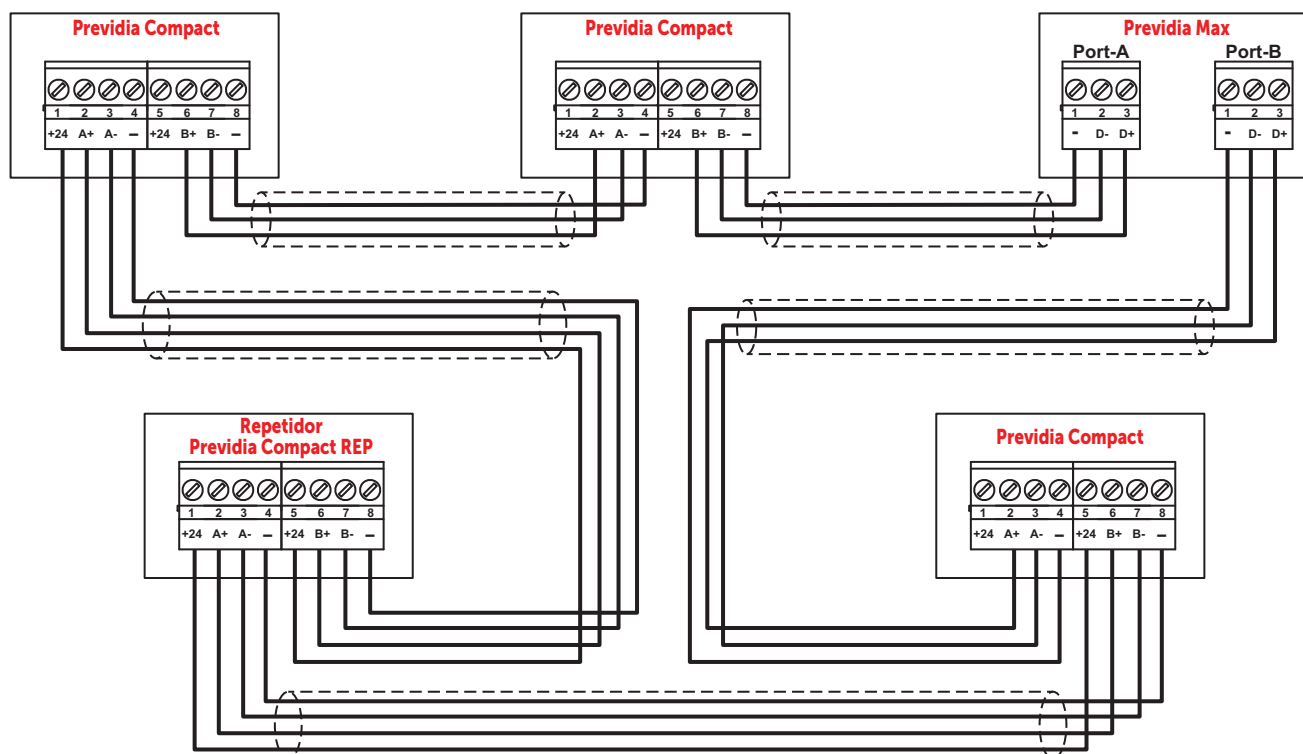 Previdia Compact
1 2 3 4 5 6 7 8
+24 A+ A- – +24 B+ B- –
Previdia Compact
1 2 3 4 5 6 7 8
+24 A+ A- – +24 B+ B- –
Previdia Max
Port-A
1 2 3
- D- D+
Port-B
1 2 3
- D- D+
Repetidor
Previdia Compact REP
1 2 3 4 5 6 7 8
+24 A+ A- – +24 B+ B- –
Previdia Compact
1 2 3 4 5 6 7 8
+24 A+ A- – +24 B+ B- –